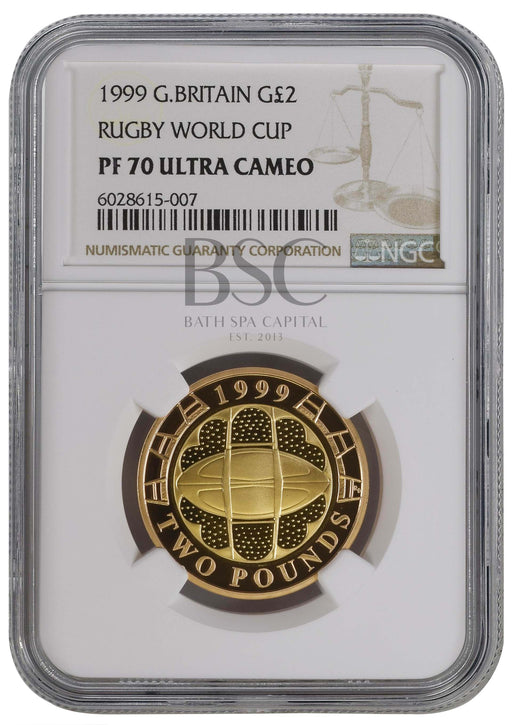 1999 G.BRITAIN G£2
RUGBY WORLD CUP
PF 70 ULTRA CAMEO
6028615-007
NUMISMATIC GUARANTY CORPORATION
NGC
BSC
BATH SPA CAPITAL
EST. 2013
1999
TWO POUNDS